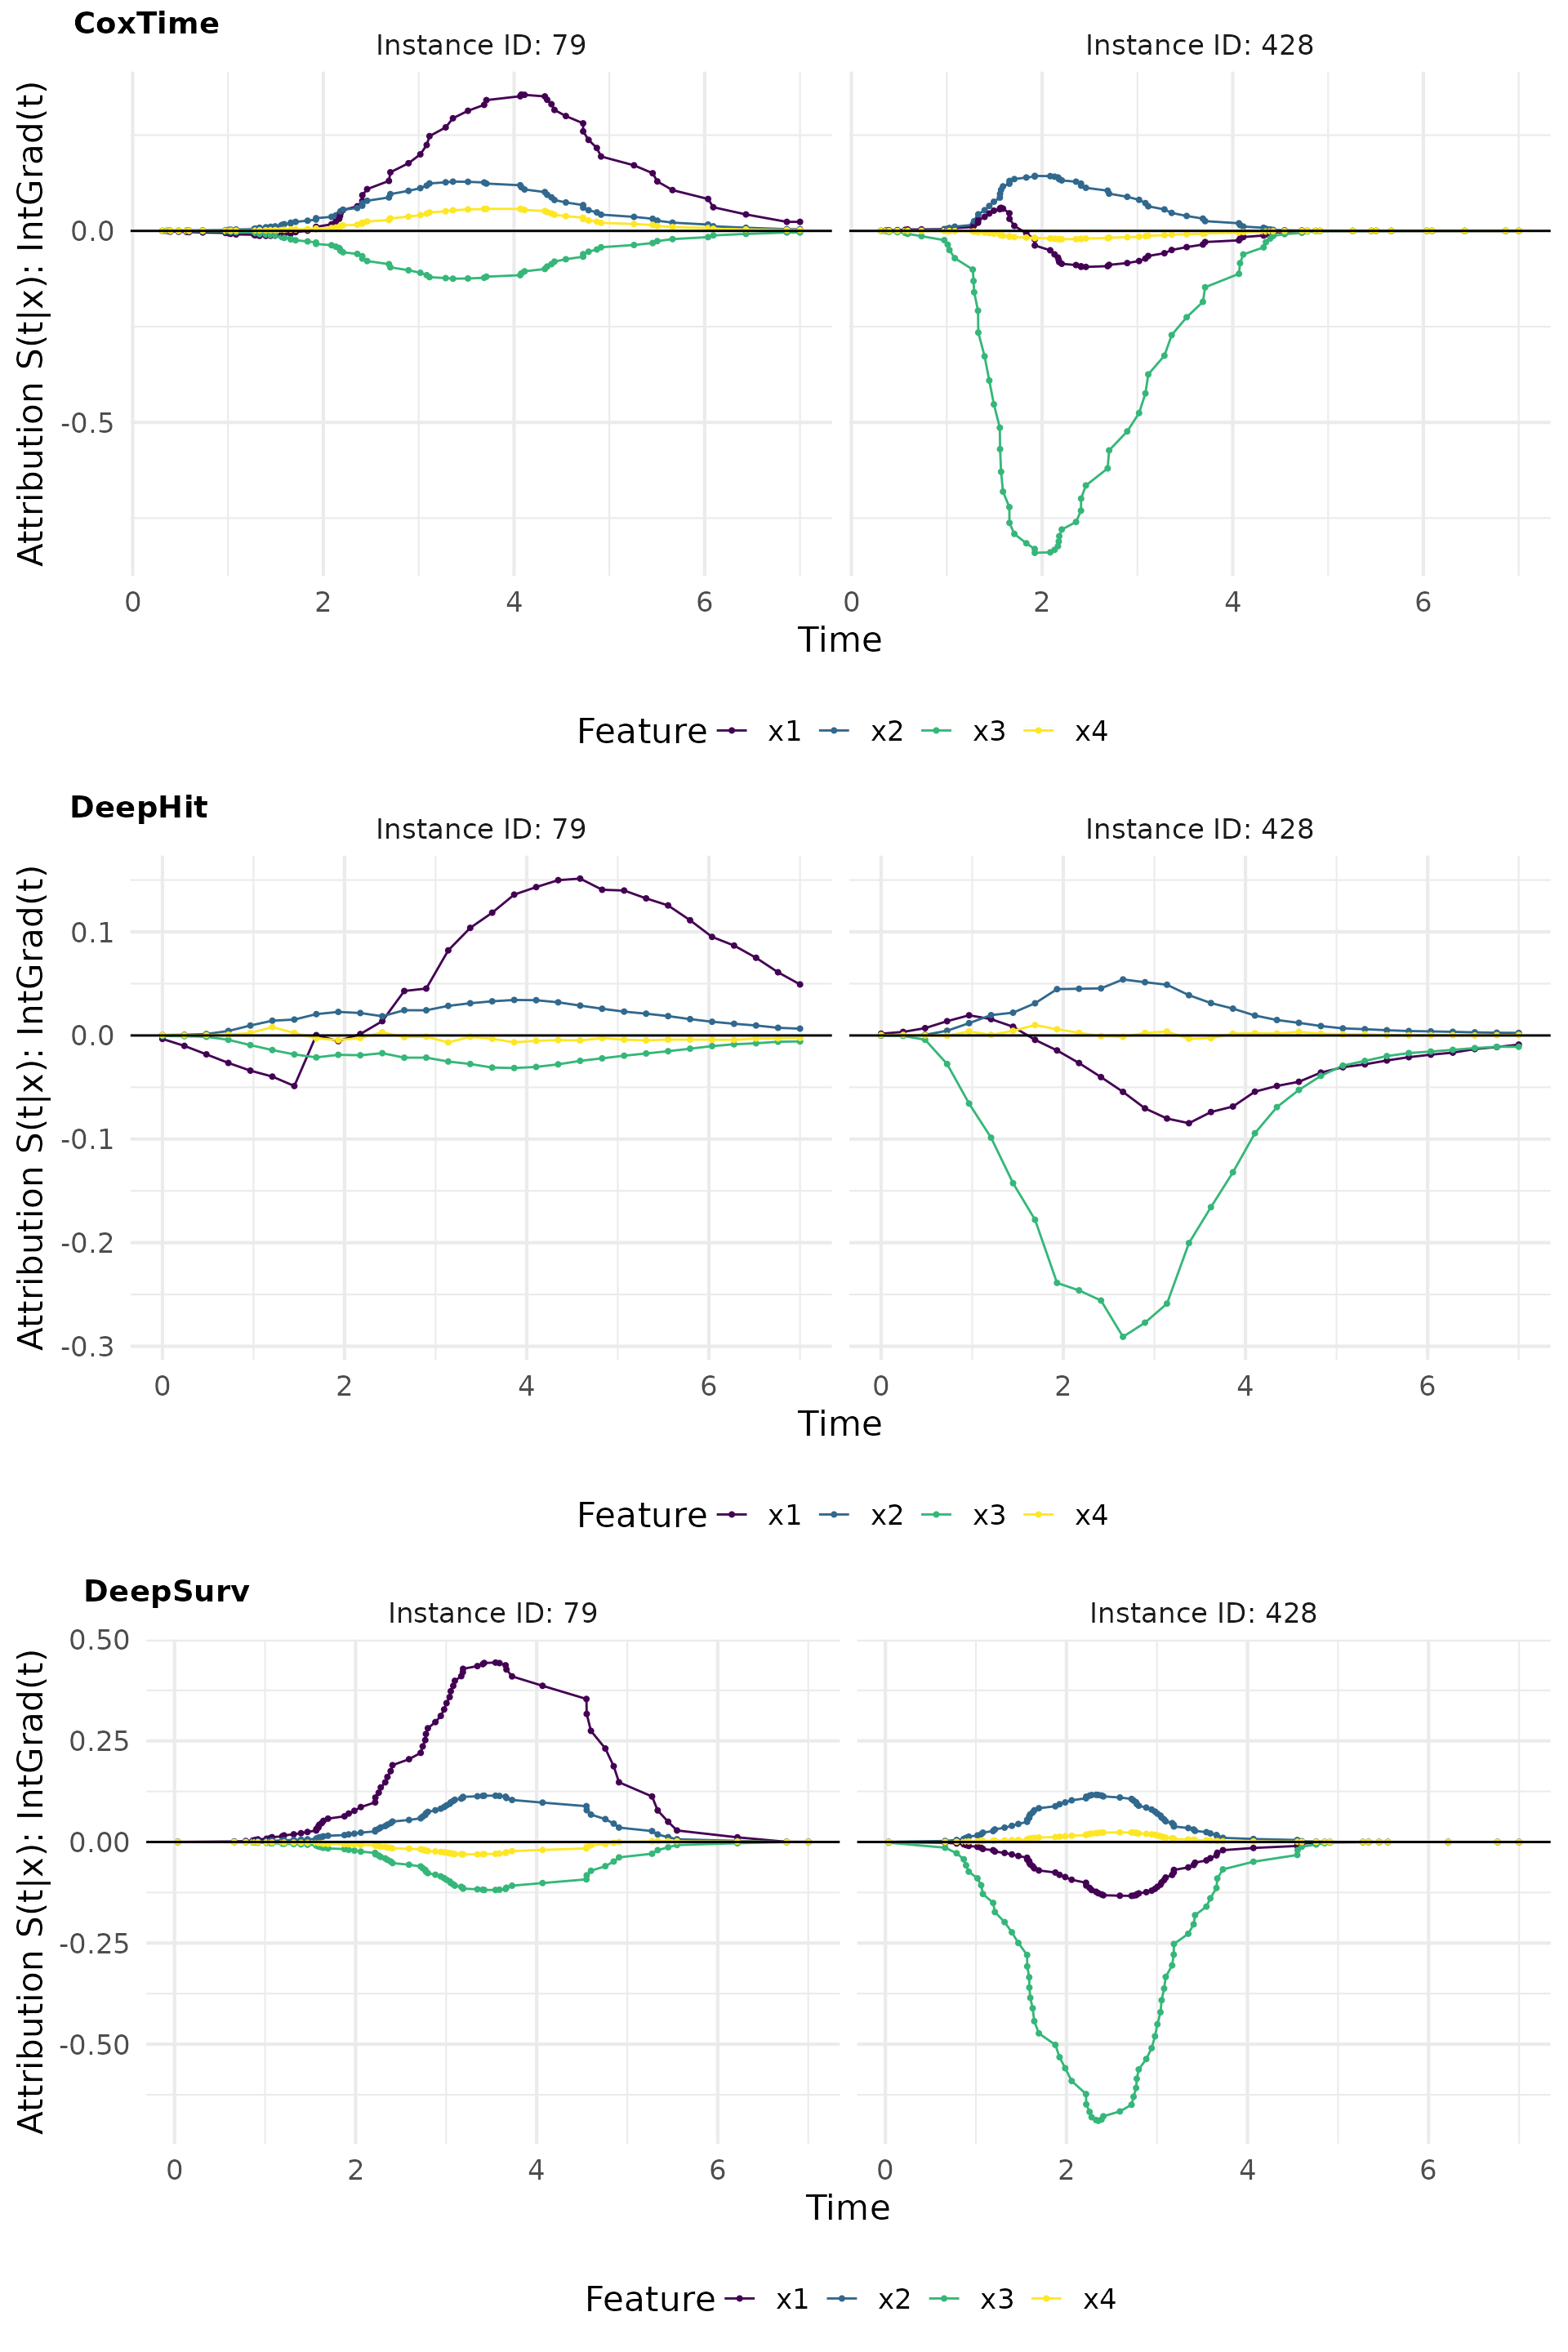 CoxTime
Instance ID: 79 Instance ID: 428
Attribution S(t|x): IntGrad(t)
0.0
-0.5
0 2 4 6 0 2 4 6
Time
Feature x1 x2 x3 x4
DeepHit
Instance ID: 79 Instance ID: 428
Attribution S(t|x): IntGrad(t)
0.1
0.0
-0.1
-0.2
-0.3
0 2 4 6 0 2 4 6
Time
Feature x1 x2 x3 x4
DeepSurv
Instance ID: 79 Instance ID: 428
Attribution S(t|x): IntGrad(t)
0.50
0.25
0.00
-0.25
-0.50
0 2 4 6 0 2 4 6
Time
Feature x1 x2 x3 x4